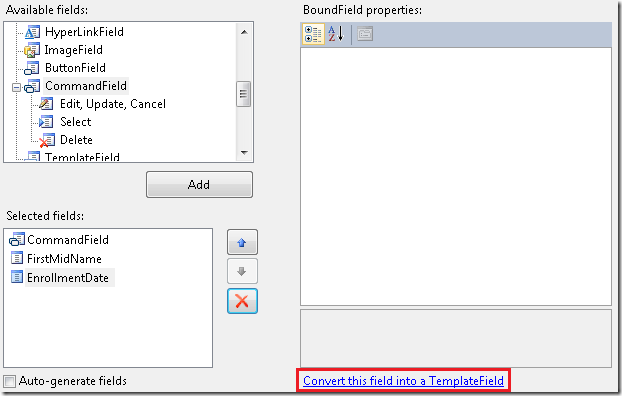 Available fields:
HyperLinkField
ImageField
ButtonField
CommandField
Edit, Update, Cancel
Select
Delete
TemplateField
Add
Selected fields:
CommandField
FirstMidName
EnrollmentDate
Auto-generate fields
BoundField properties:
Convert this field into a TemplateField